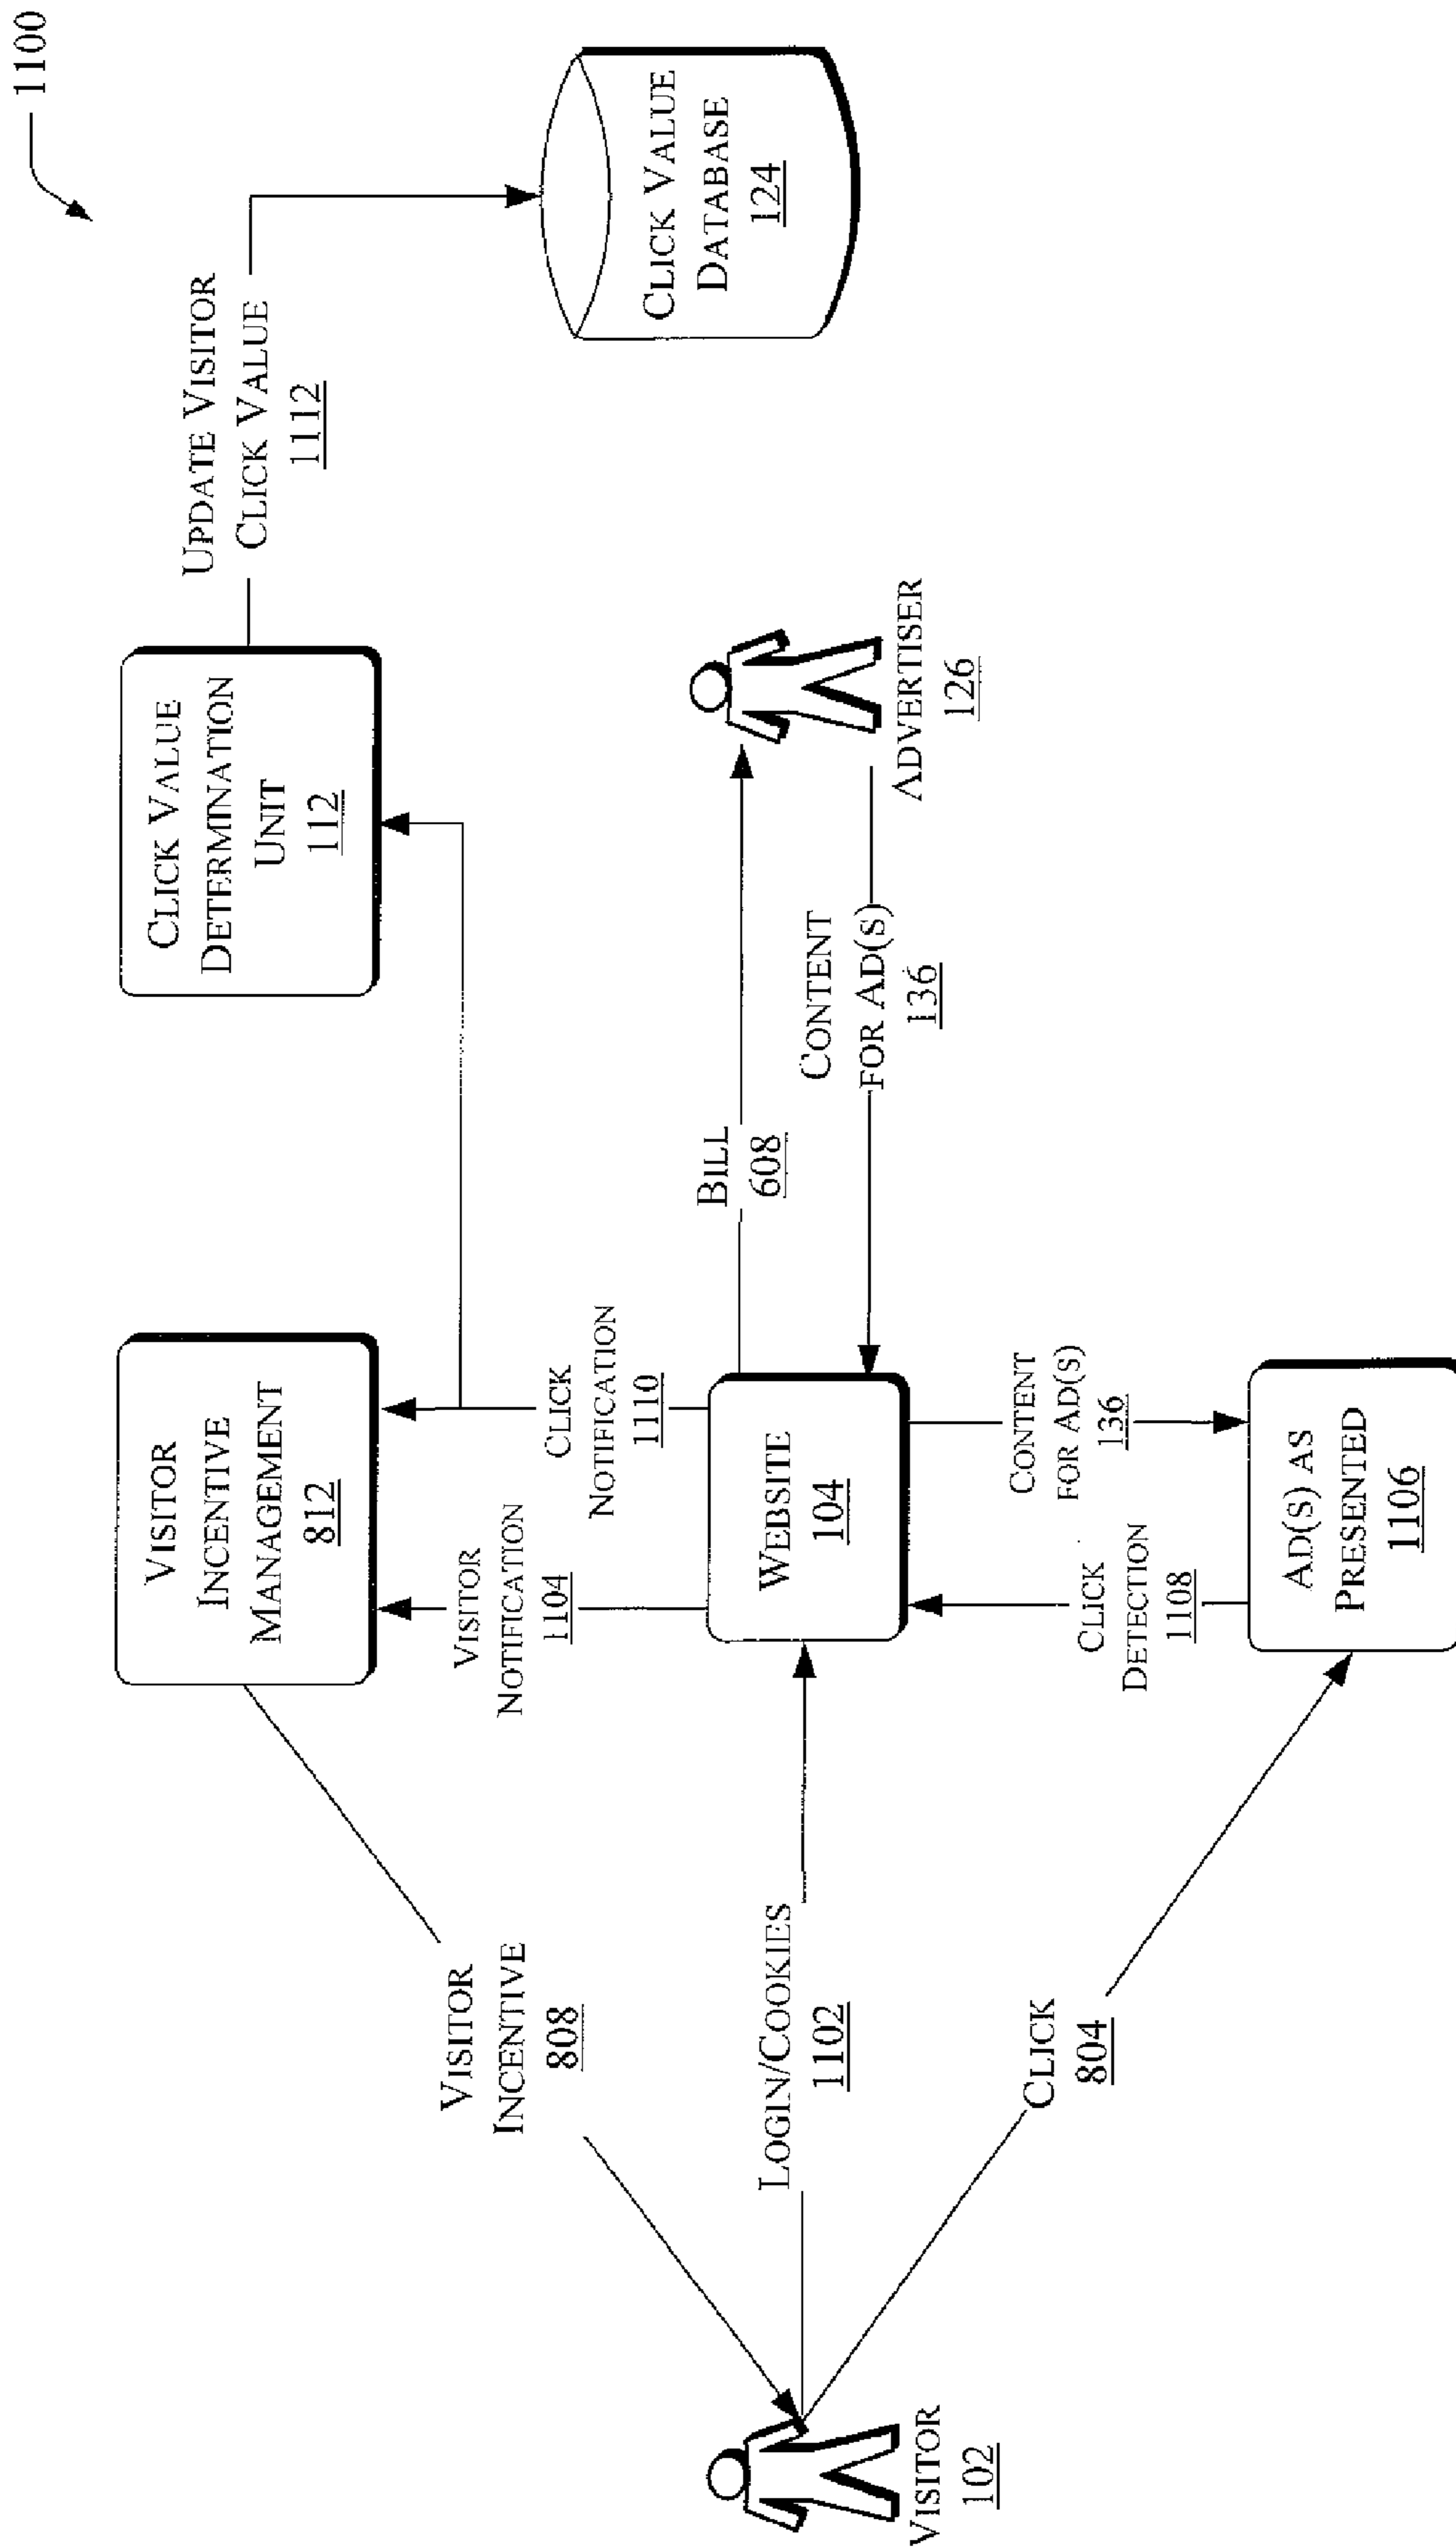 1100
VISITOR
INCENTIVE
MANAGEMENT
812
CLICK VALUE
DETERMINATION
UNIT
112
UPDATE VISITOR
CLICK VALUE
1112
CLICK VALUE
DATABASE
124
VISITOR
INCENTIVE
808
VISITOR
NOTIFICATION
1104
CLICK
NOTIFICATION
1110
BILL
608
VISITOR
102
LOGIN/COOKIES
1102
WEBSITE
104
CONTENT
FOR AD(S)
136
ADVERTISER
126
CLICK
804
CLICK
DETECTION
1108
CONTENT
FOR AD(S)
136
AD(S) AS
PRESENTED
1106